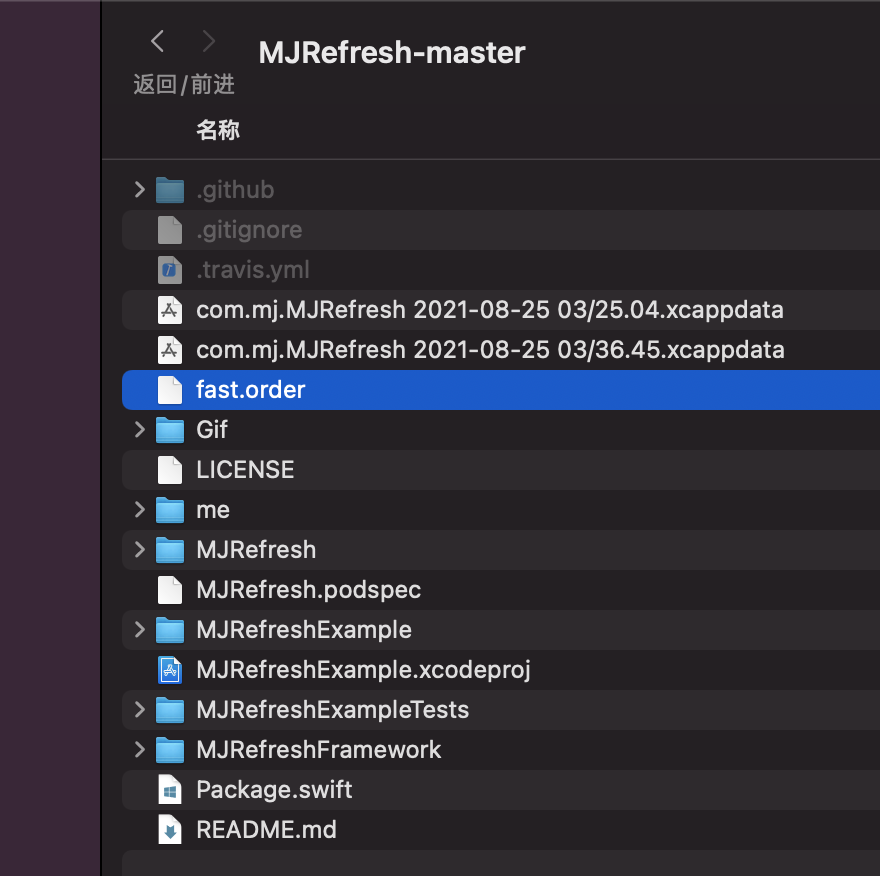 MJRefresh-master
返回/前进
名称
.github
.gitignore
.travis.yml
com.mj.MJRefresh 2021-08-25 03/25.04.xcappdata
com.mj.MJRefresh 2021-08-25 03/36.45.xcappdata
fast.order
Gif
LICENSE
me
MJRefresh
MJRefresh.podspec
MJRefreshExample
MJRefreshExample.xcodeproj
MJRefreshExampleTests
MJRefreshFramework
Package.swift
README.md